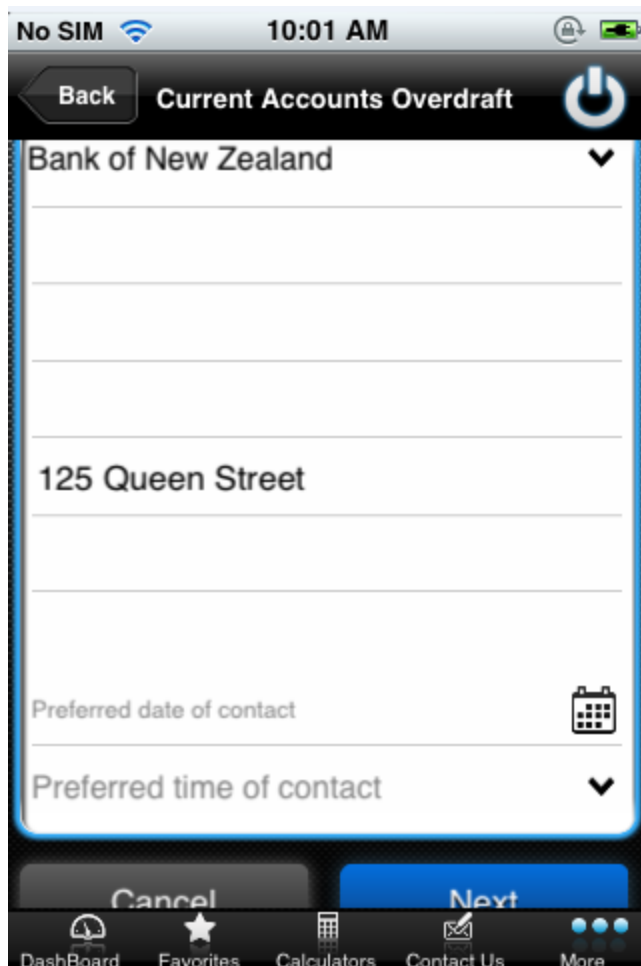 No SIM 10:01 AM
Back Current Accounts Overdraft
Bank of New Zealand
125 Queen Street
Preferred date of contact
Preferred time of contact
Cancel Next
DashBoard Favorites Calculators Contact Us More